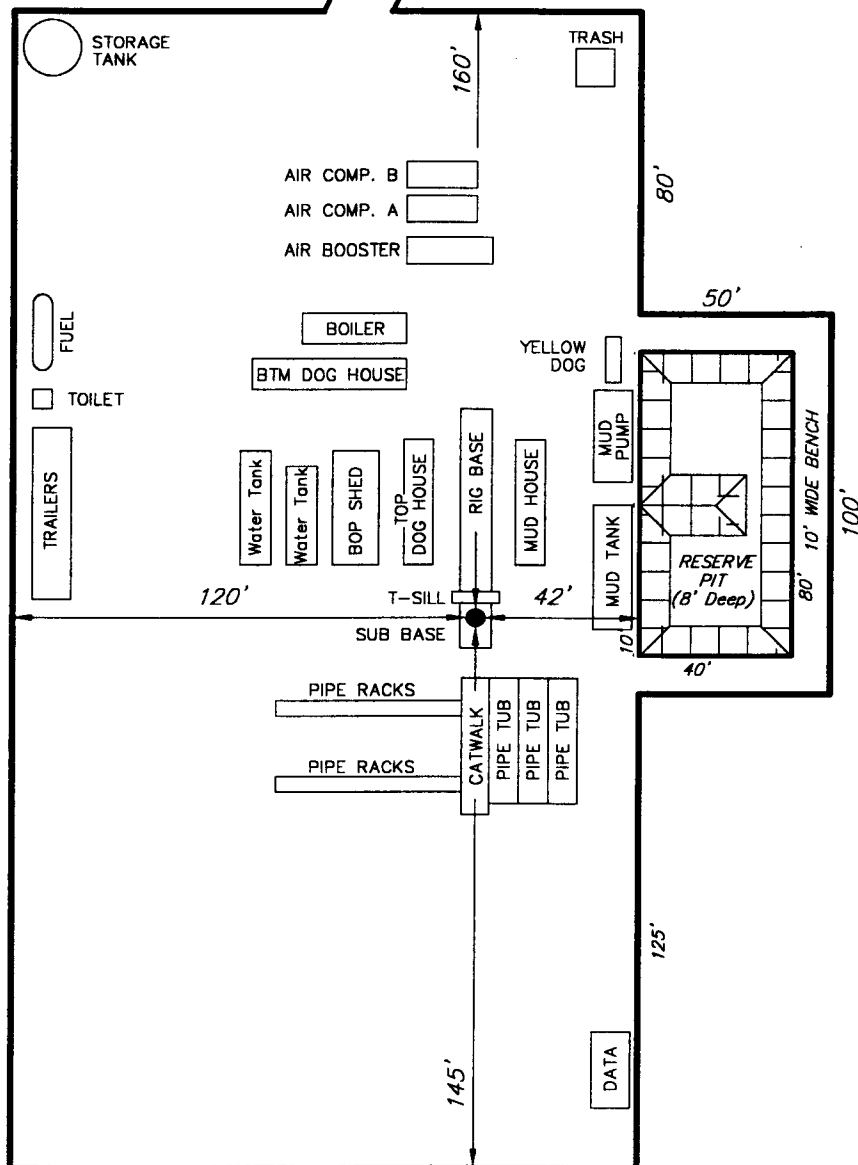 STORAGE
TANK
TRASH
160'
AIR COMP. B
80'
AIR COMP. A
AIR BOOSTER
50'
FUEL
BOILER
YELLOW
DOG
BTM DOG HOUSE
TOILET
MUD
PUMP
10' WIDE BENCH
100'
TRAILERS
Water Tank
Water Tank
BOP SHED
TOP
DOG HOUSE
RIG BASE
MUD HOUSE
MUD TANK
RESERVE
PIT
(8' Deep)
80'
120'
T-SILL
42'
SUB BASE
10'
40'
PIPE RACKS
CATWALK
PIPE TUB
PIPE TUB
PIPE TUB
PIPE RACKS
125'
145'
DATA